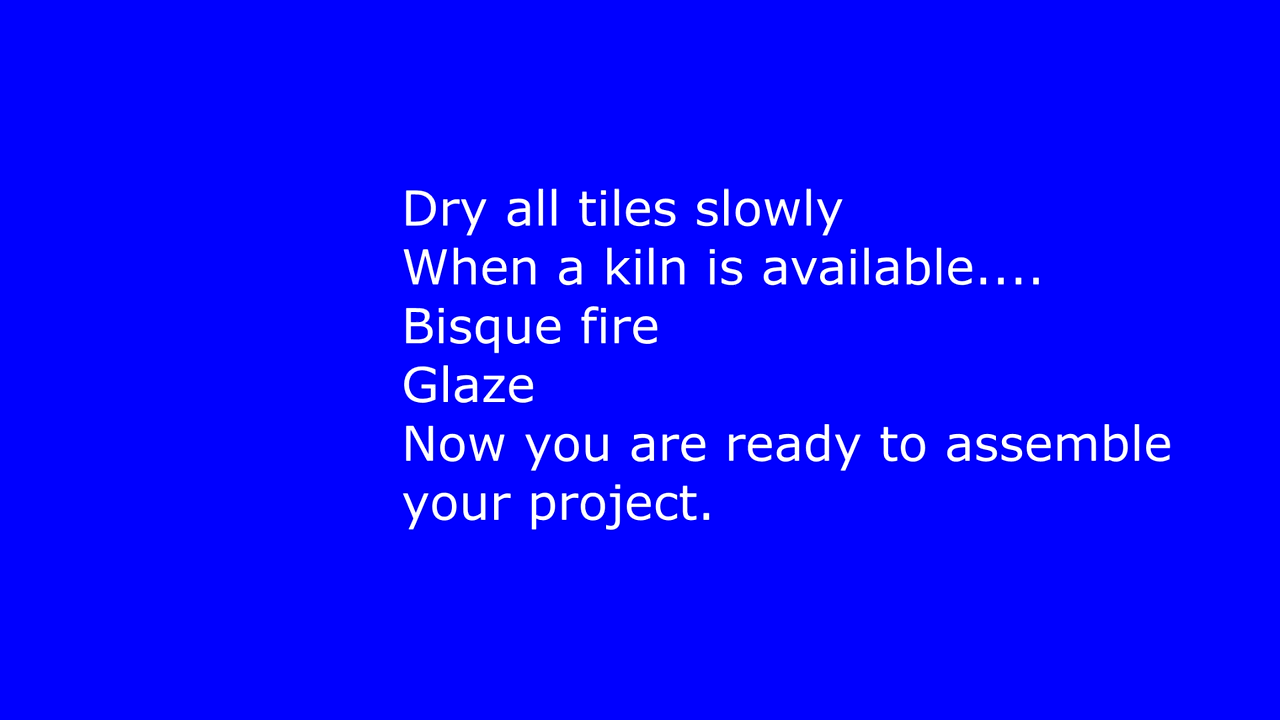 Dry all tiles slowly
When a kiln is available....
Bisque fire
Glaze
Now you are ready to assemble
your project.